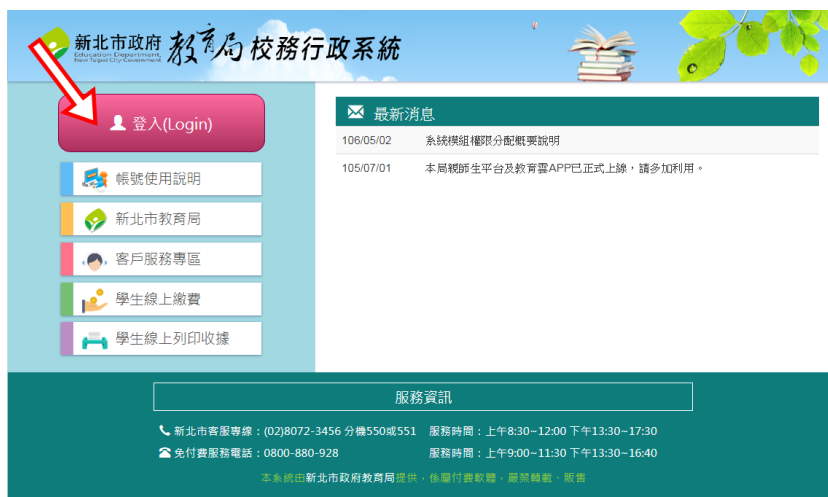 新北市政府 教育局 校務行政系統
Education Department,
New Taipei City Government
登入(Login)
帳號使用說明
新北市教育局
客戶服務專區
學生線上繳費
學生線上列印收據
最新消息
106/05/02 系統模組權限分配概要說明
105/07/01 本局親師生平台及教育雲APP已正式上線，請多加利用。
服務資訊
新北市客服專線：(02)8072-3456 分機550或551 服務時間：上午8:30~12:00 下午13:30~17:30
免付費服務電話：0800-880-928 服務時間：上午9:00~11:30 下午13:30~16:40
本系統由新北市政府教育局提供，係屬付費軟體，嚴禁轉載、販售